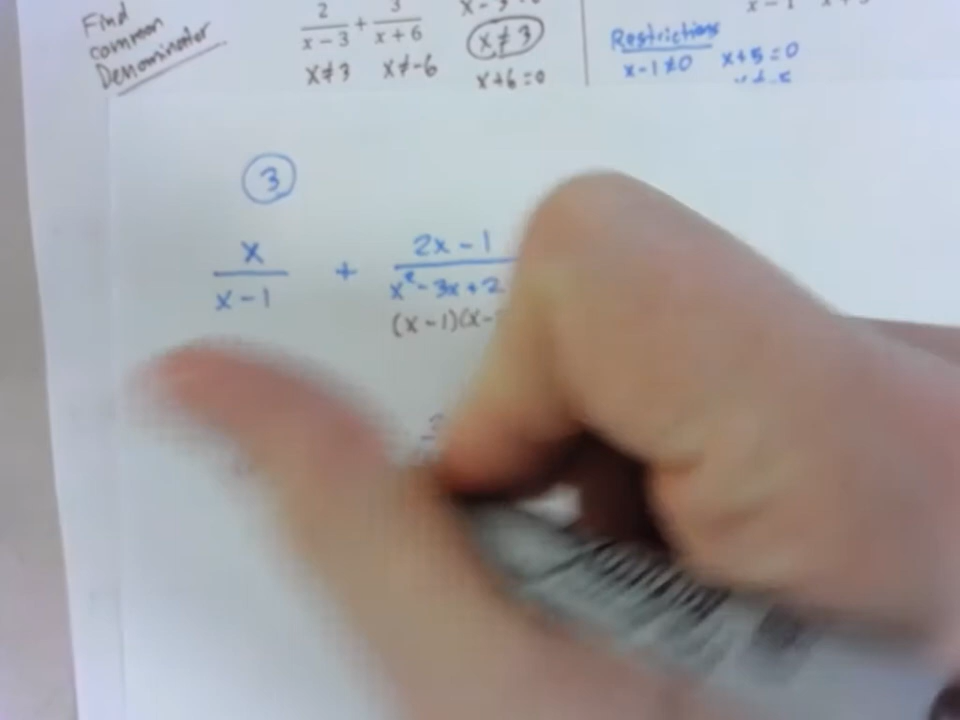 Find
common
Denominator
2/(x-3) + 3/(x+6)
x≠3 x≠-6
x≠3
x+6=0
Restrictions
x-1≠0 x+5=0
3
x/(x-1) + (2x-1)/(x²-3x+2)
(x-1)(x-